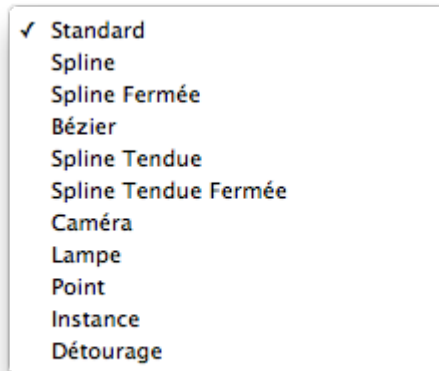 ✓ Standard
Spline
Spline Fermée
Bézier
Spline Tendue
Spline Tendue Fermée
Caméra
Lampe
Point
Instance
Détourage